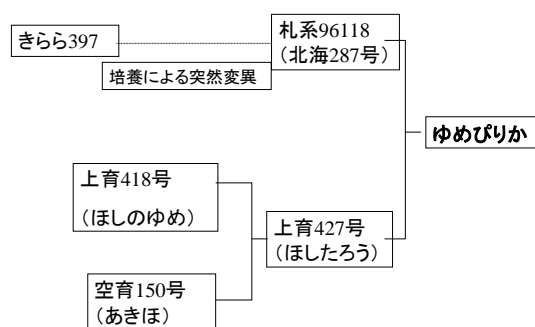 きらら397
札系96118
（北海287号）
培養による突然変異
ゆめぴりか
上育418号
（ほしのゆめ）
上育427号
（ほしたろう）
空育150号
（あきほ）